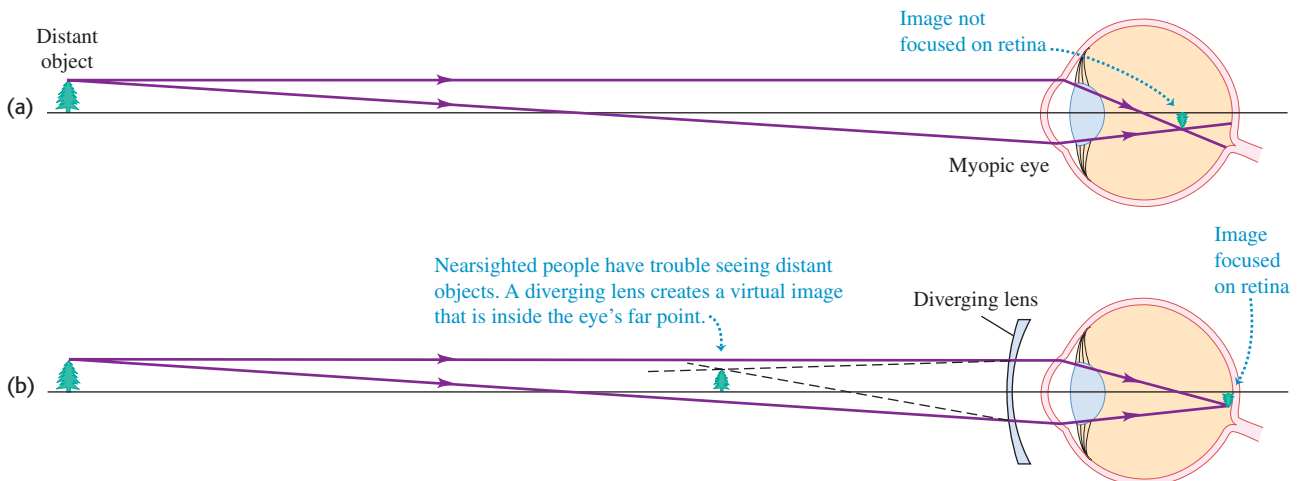 Distant
object
Image not
focused on retina
(a)
Myopic eye
Nearsighted people have trouble seeing distant
objects. A diverging lens creates a virtual image
that is inside the eye's far point.
Diverging lens
Image
focused
on retina
(b)